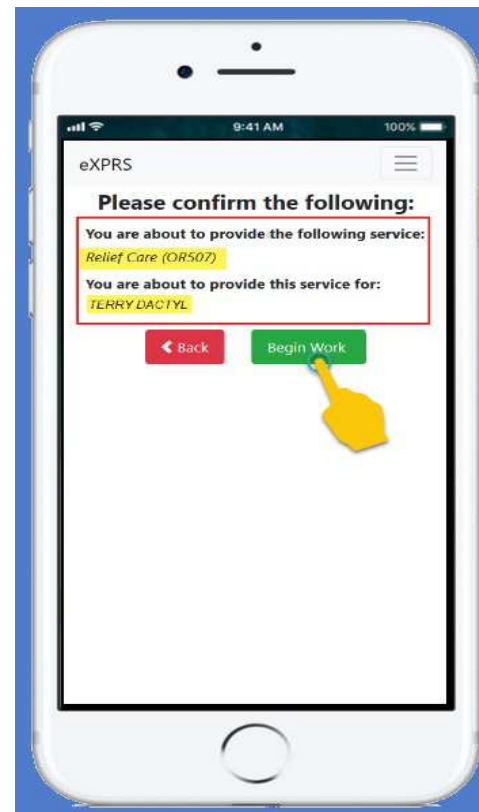 9:41 AM 100%
eXPRS
Please confirm the following:
You are about to provide the following service:
Relief Care (OR507)
You are about to provide this service for:
TERRY DACTYL
Back Begin Work